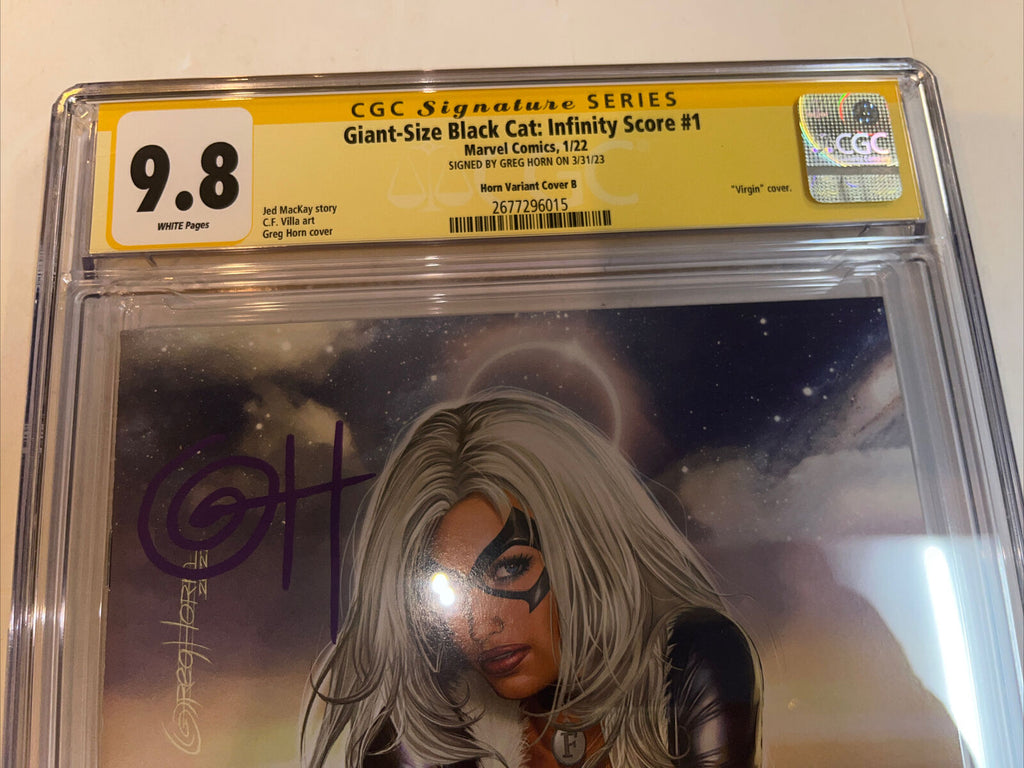 CGC Signature SERIES
Giant-Size Black Cat: Infinity Score #1
Marvel Comics, 1/22
SIGNED BY GREG HORN ON 3/31/23
Horn Variant Cover B
"Virgin" cover.
2677296015
9.8
WHITE Pages
Jed MacKay story
C.F. Villa art
Greg Horn cover
CGC
CGC
GH
GREG HORN
F